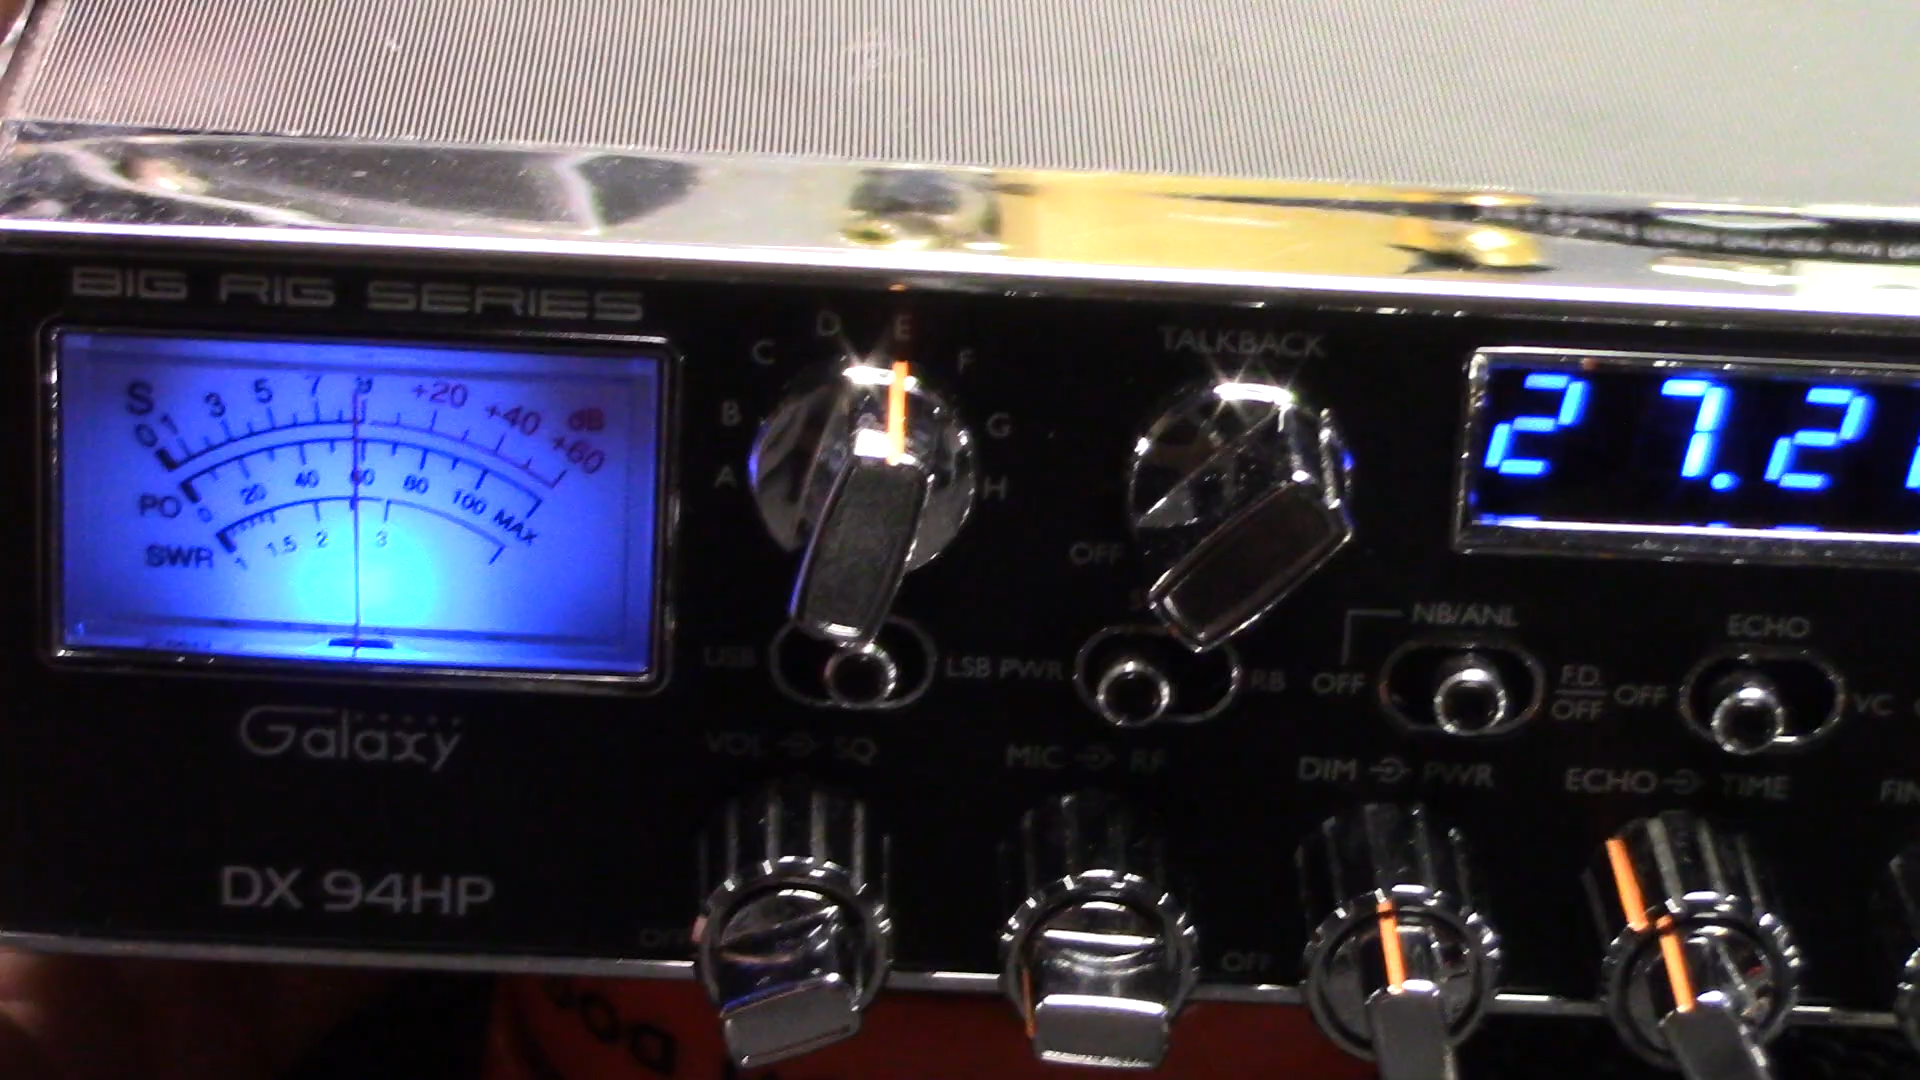 BIG RIG SERIES
S 1 3 5 7 9 +20 +40 +60 dB
0
PO 0 20 40 60 80 100 MAX
SWR 1 1.5 2 3
Galaxy
DX 94HP
A B C D E F G H
TALKBACK
OFF
27.2
USB LSB
PWR RB
NB/ANL
OFF
F.D.
OFF
ECHO
OFF VC
VOL SQ
MIC RF
DIM PWR
ECHO TIME
FIN
OFF
OFF